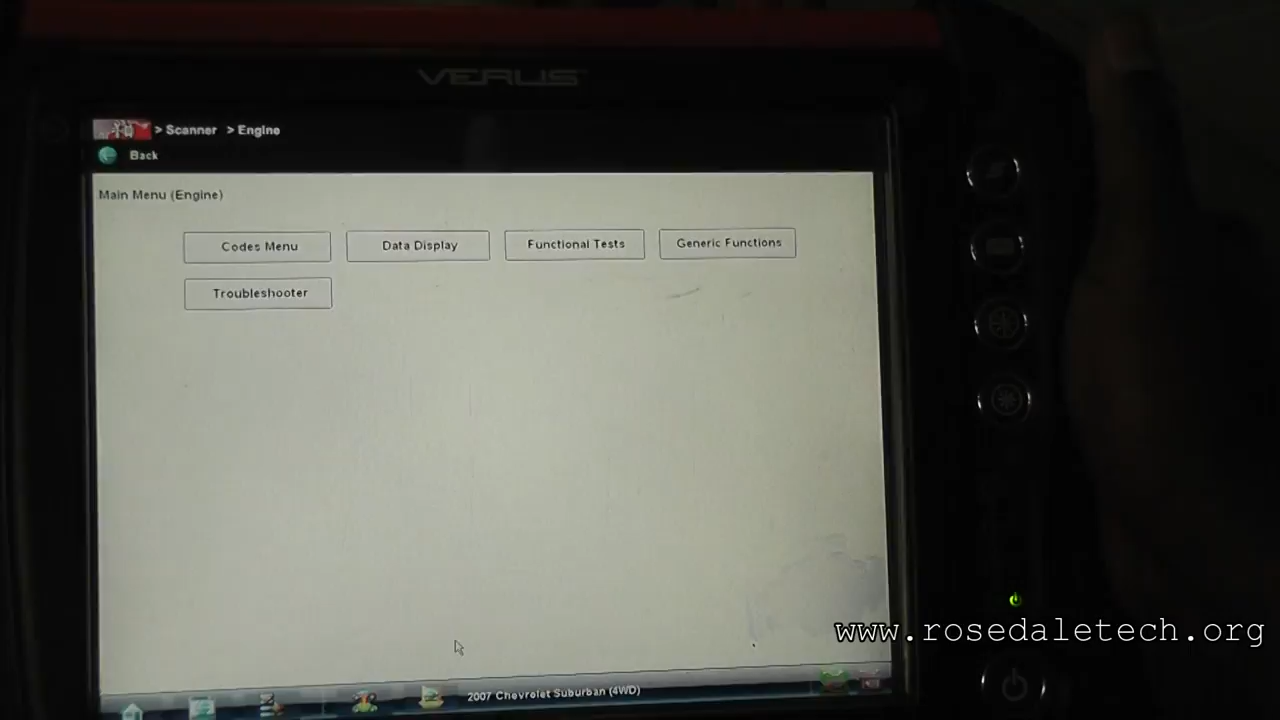 VERUS
> Scanner > Engine
Back
Main Menu (Engine)
Codes Menu
Data Display
Functional Tests
Generic Functions
Troubleshooter
2007 Chevrolet Suburban (4WD)
www.rosedaletech.org